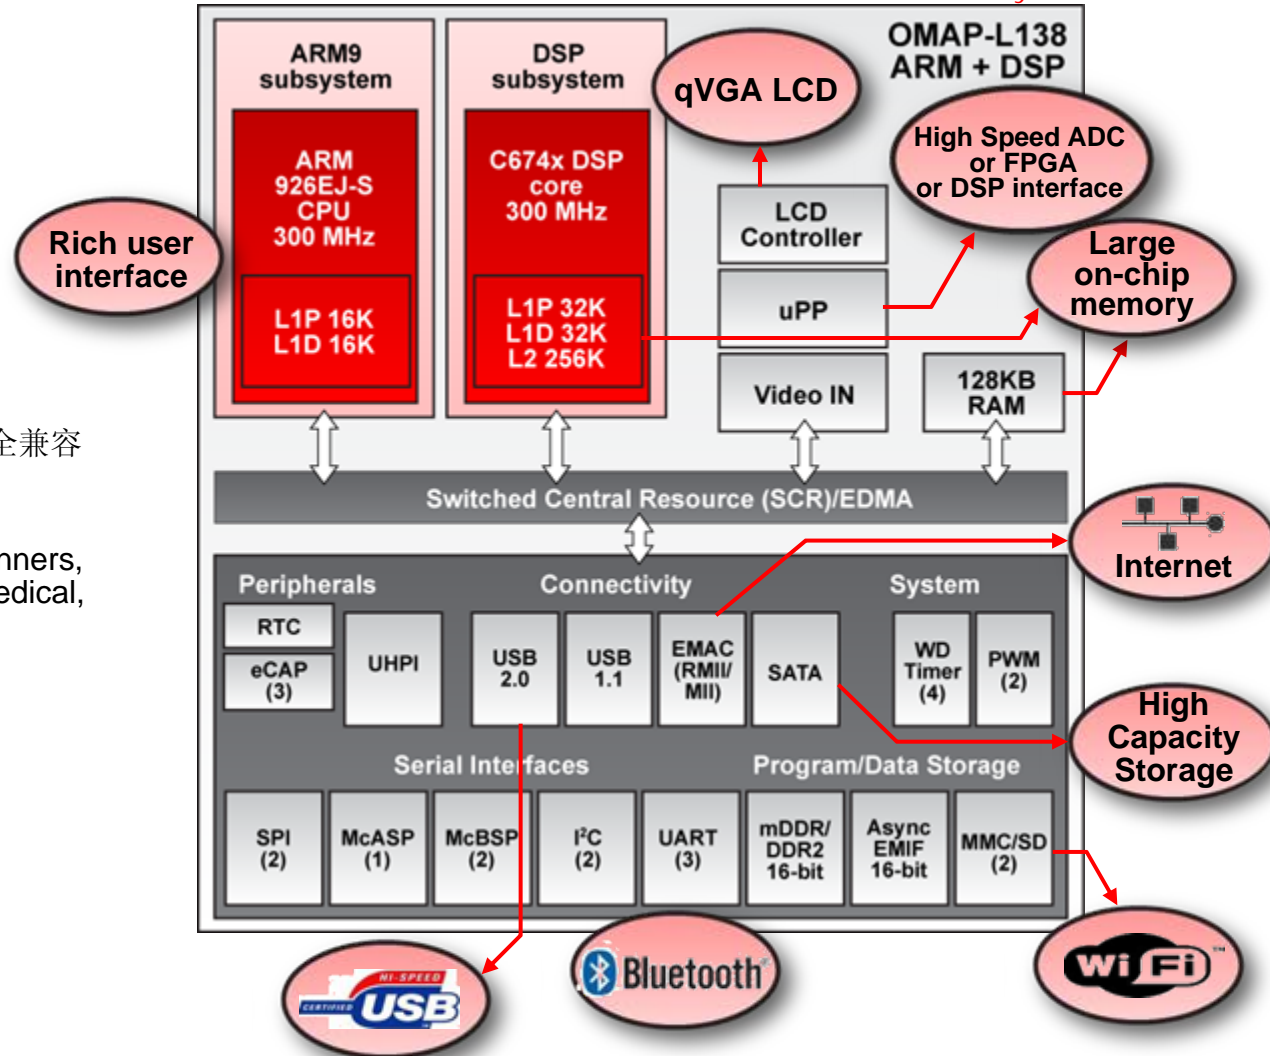 OMAP-L138
ARM + DSP
ARM9
subsystem
DSP
subsystem
qVGA LCD
High Speed ADC
or FPGA
or DSP interface
ARM
926EJ-S
CPU
300 MHz
C674x DSP
core
300 MHz
LCD
Controller
Rich user
interface
Large
on-chip
memory
L1P 16K
L1D 16K
L1P 32K
L1D 32K
L2 256K
uPP
Video IN
128KB
RAM
全兼容
Switched Central Resource (SCR)/EDMA
Internet
nners,
edical,
Peripherals
Connectivity
System
RTC
eCAP
(3)
UHPI
USB
2.0
USB
1.1
EMAC
(RMII/
MII)
SATA
WD
Timer
(4)
PWM
(2)
High
Capacity
Storage
Serial Interfaces
Program/Data Storage
SPI
(2)
McASP
(1)
McBSP
(2)
I²C
(2)
UART
(3)
mDDR/
DDR2
16-bit
Async
EMIF
16-bit
MMC/SD
(2)
HI-SPEED
CERTIFIED USB
Bluetooth
Wi Fi™